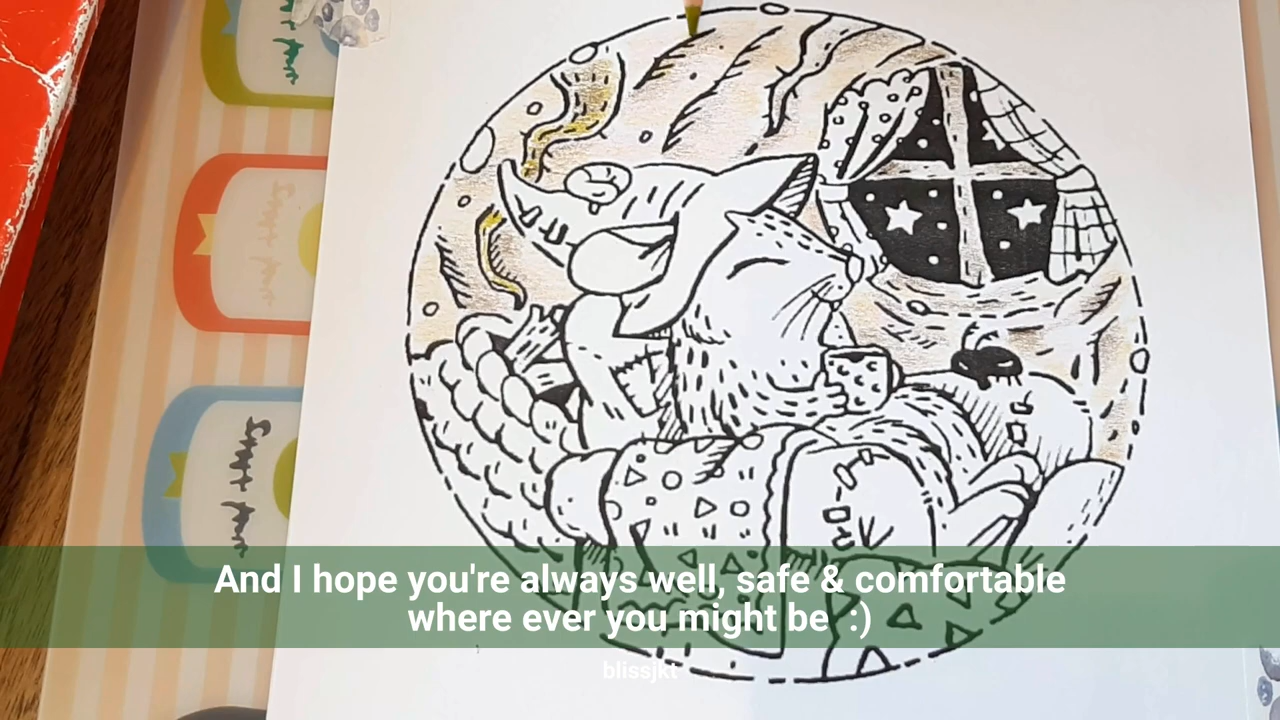 And I hope you're always well, safe & comfortable
where ever you might be :)
blissjkt